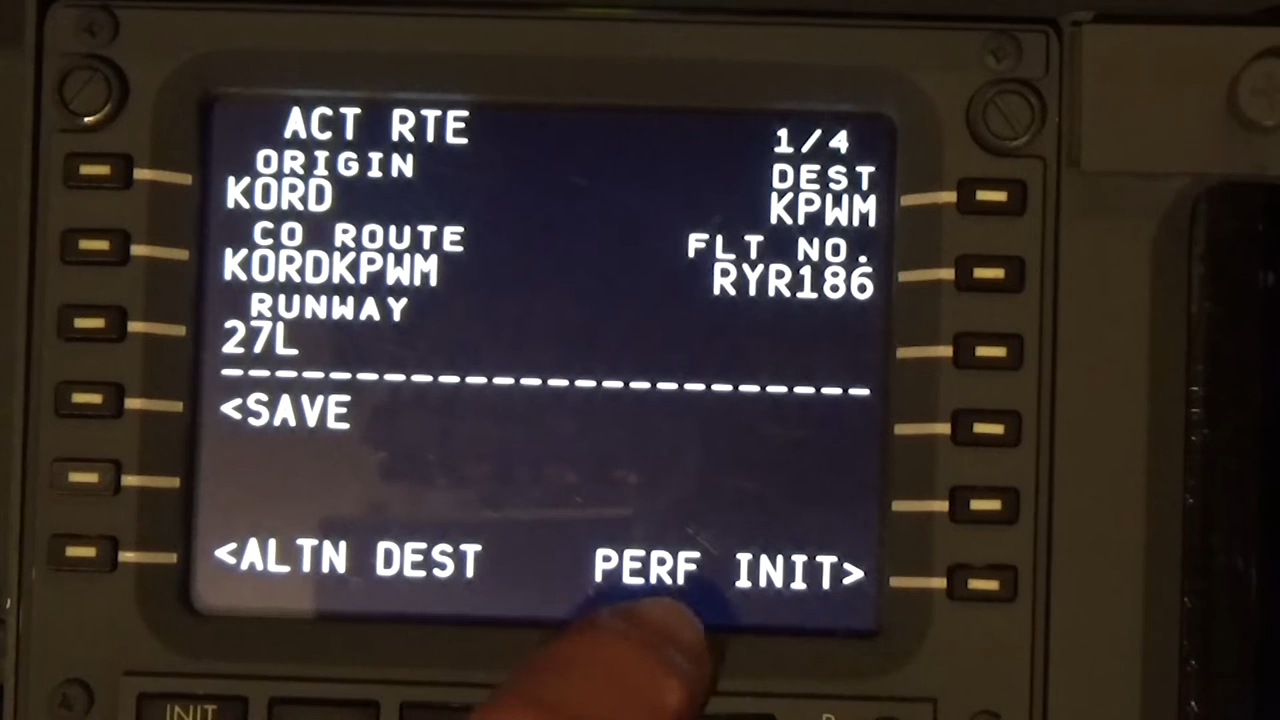 ACT RTE 1/4
ORIGIN DEST
KORD KPWM
CO ROUTE FLT NO.
KORDKPWM RYR186
RUNWAY
27L
------------------------
<SAVE
<ALTN DEST PERF INIT>
INIT